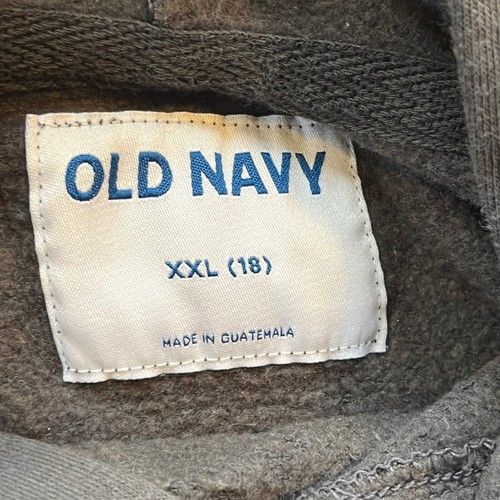 OLD NAVY
XXL (18)
MADE IN GUATEMALA